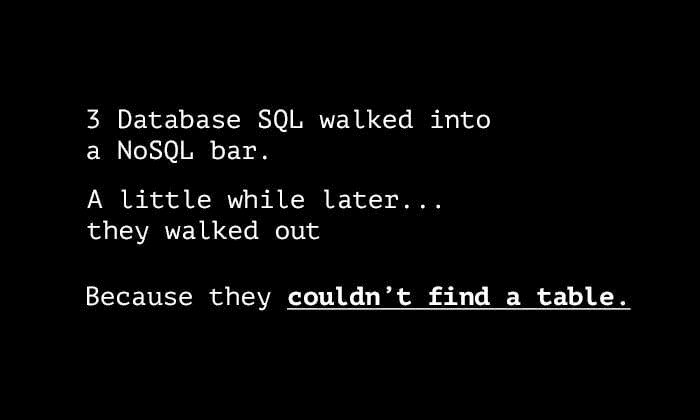 3 Database SQL walked into
a NoSQL bar.
A little while later...
they walked out
Because they couldn’t find a table.